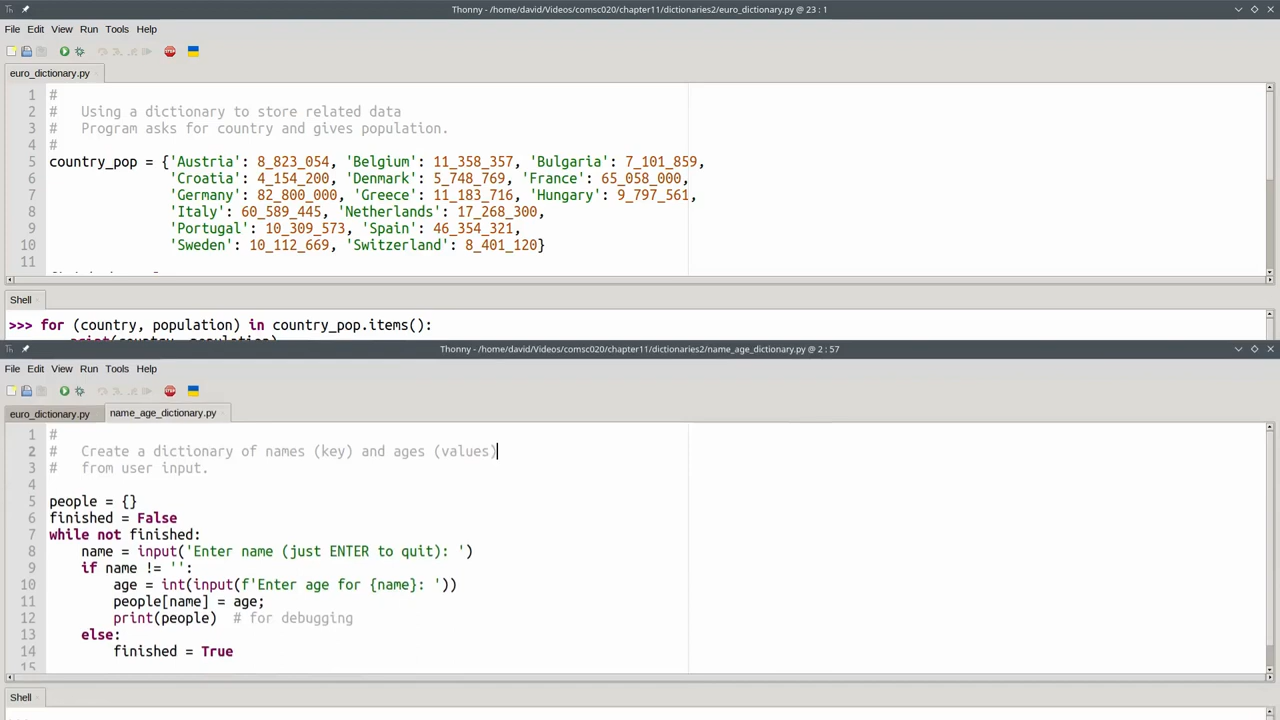 Thonny - /home/david/Videos/comsc020/chapter11/dictionaries2/euro_dictionary.py @ 23 : 1
File Edit View Run Tools Help
euro_dictionary.py
1 #
2 #   Using a dictionary to store related data
3 #   Program asks for country and gives population.
4 #
5 country_pop = {'Austria': 8_823_054, 'Belgium': 11_358_357, 'Bulgaria': 7_101_859,
6                'Croatia': 4_154_200, 'Denmark': 5_748_769, 'France': 65_058_000,
7                'Germany': 82_800_000, 'Greece': 11_183_716, 'Hungary': 9_797_561,
8                'Italy': 60_589_445, 'Netherlands': 17_268_300,
9                'Portugal': 10_309_573, 'Spain': 46_354_321,
10                'Sweden': 10_112_669, 'Switzerland': 8_401_120}
11
Shell
>>> for (country, population) in country_pop.items():
print(country, population)
Thonny - /home/david/Videos/comsc020/chapter11/dictionaries2/name_age_dictionary.py @ 2 : 57
File Edit View Run Tools Help
euro_dictionary.py name_age_dictionary.py
1 #
2 #   Create a dictionary of names (key) and ages (values)
3 #   from user input.
4
5 people = {}
6 finished = False
7 while not finished:
8     name = input('Enter name (just ENTER to quit): ')
9     if name != '':
10         age = int(input(f'Enter age for {name}: '))
11         people[name] = age;
12         print(people)  # for debugging
13     else:
14         finished = True
15
Shell